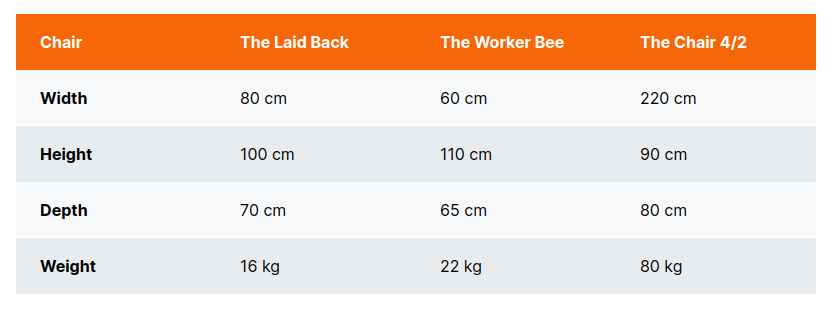 Chair The Laid Back The Worker Bee The Chair 4/2
Width 80 cm 60 cm 220 cm
Height 100 cm 110 cm 90 cm
Depth 70 cm 65 cm 80 cm
Weight 16 kg 22 kg 80 kg